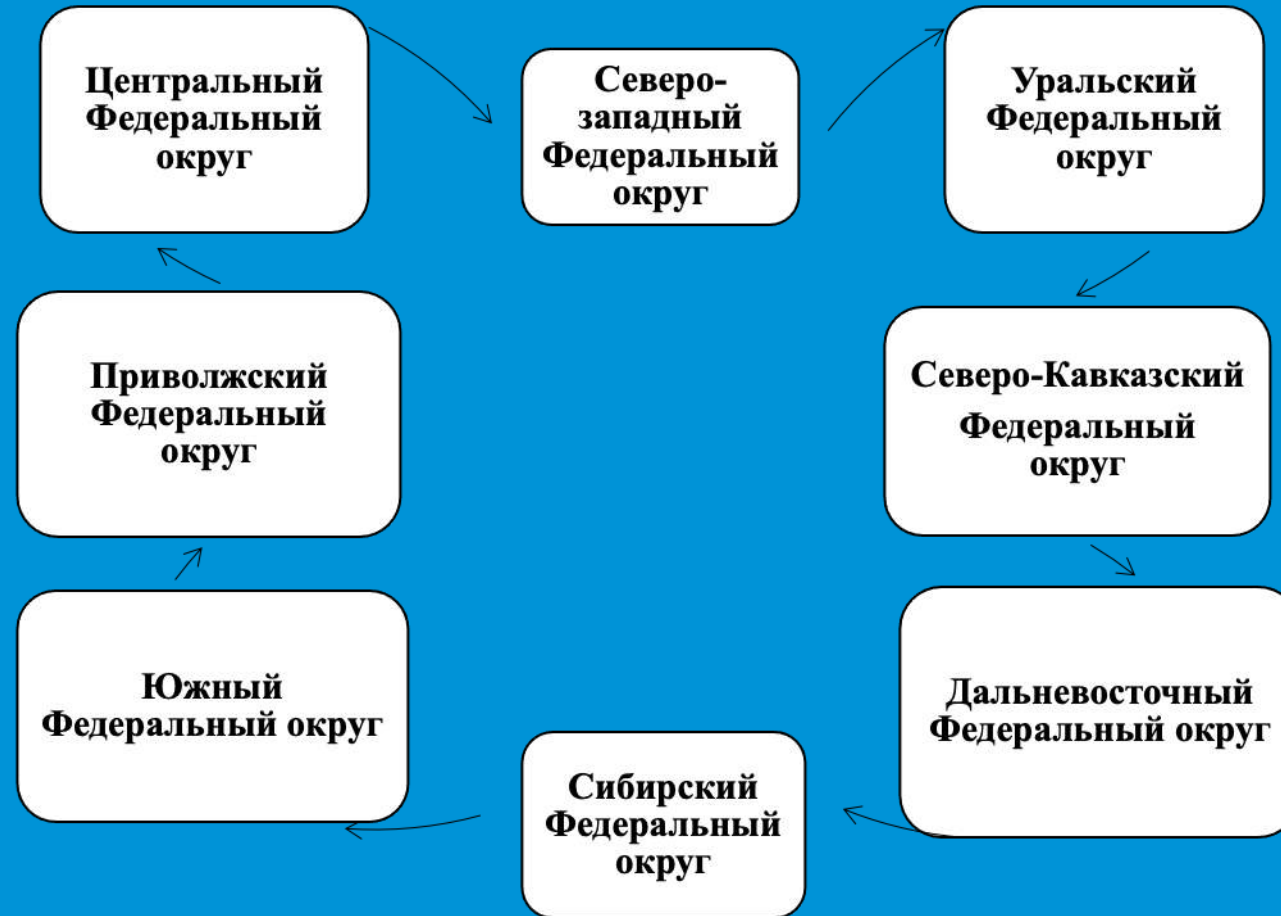 Центральный
Федеральный
округ
Северо-
западный
Федеральный
округ
Уральский
Федеральный
округ
Северо-Кавказский
Федеральный
округ
Дальневосточный
Федеральный округ
Сибирский
Федеральный
округ
Южный
Федеральный округ
Приволжский
Федеральный
округ